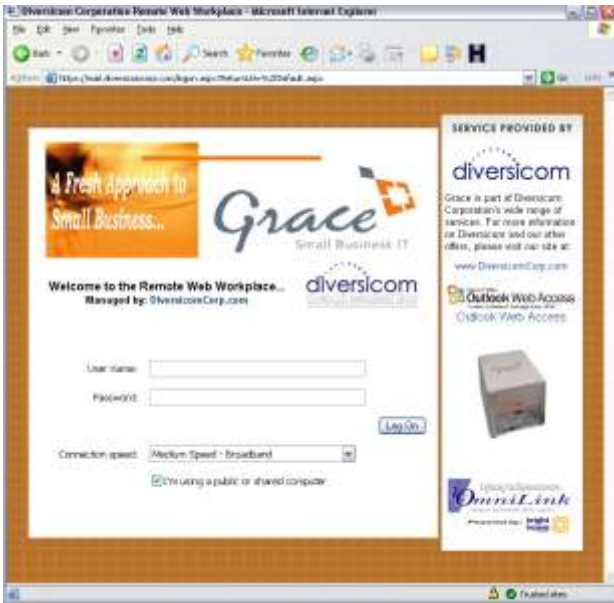 Diversicom Corporation Remote Web Workplace - Microsoft Internet Explorer
File Edit View Favorites Tools Help
Back Search Favorites
Go
A Fresh Approach to
Small Business...
Grace
Small Business IT
Welcome to the Remote Web Workplace...
Managed by: DiversicomCorp.com
diversicom
User name:
Password:
Log On
Connection speed:
Medium Speed - Broadband
I'm using a public or shared computer
SERVICE PROVIDED BY
diversicom
Grace is part of Diversicom
Corporation's wide range of
services. For more information
on Diversicom and our other
offers, please visit our site at:
www.DiversicomCorp.com
Outlook Web Access
Outlook Web Access
OmniLink
Powered by: bright
Trusted sites